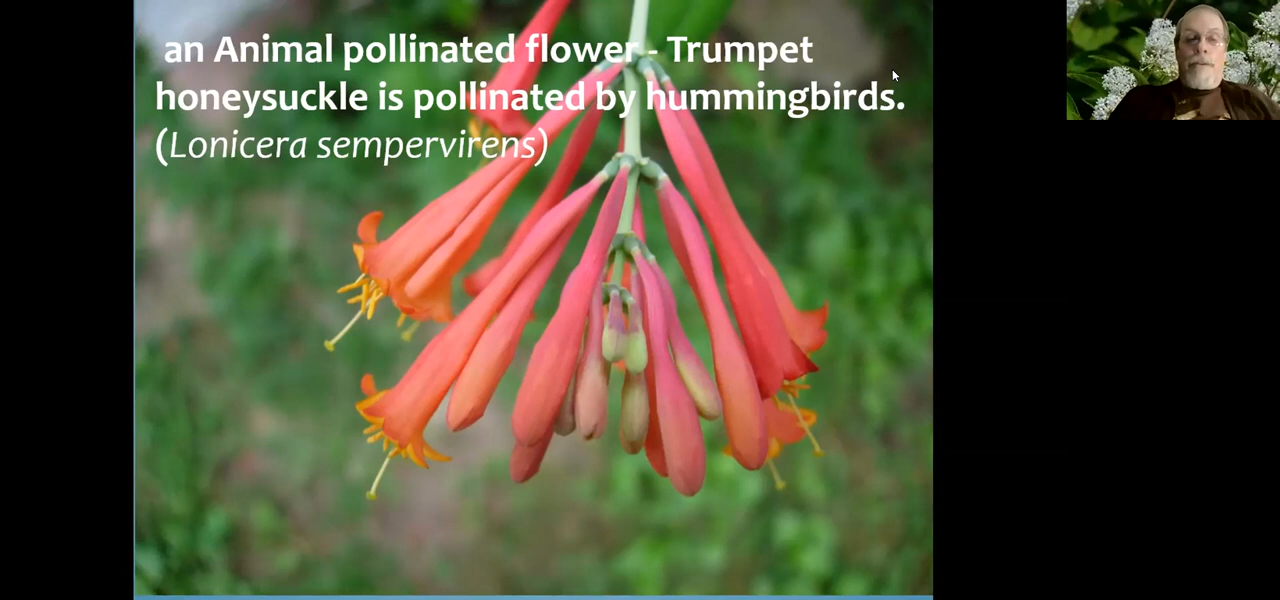 an Animal pollinated flower - Trumpet
honeysuckle is pollinated by hummingbirds.
(Lonicera sempervirens)